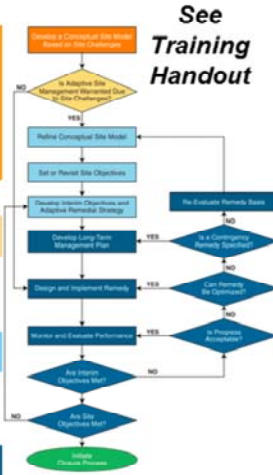 See
Training
Handout
Develop a Conceptual Site Model
Based on Site Challenges
Is Adaptive Site
Management Warranted Due
to Site Challenges?
NO
YES
Refine Conceptual Site Model
Set or Revisit Site Objectives
Develop Interim Objectives and
Adaptive Remedial Strategy
Develop Long-Term
Management Plan
Design and Implement Remedy
Monitor and Evaluate Performance
Are Interim
Objectives Met?
YES
NO
Are Site
Objectives Met?
NO
YES
Initiate
Closure Process
Re-Evaluate Remedy Basis
NO
Is a Contingency
Remedy Specified?
YES
NO
Can Remedy
Be Optimized?
YES
NO
Is Progress
Acceptable?
YES